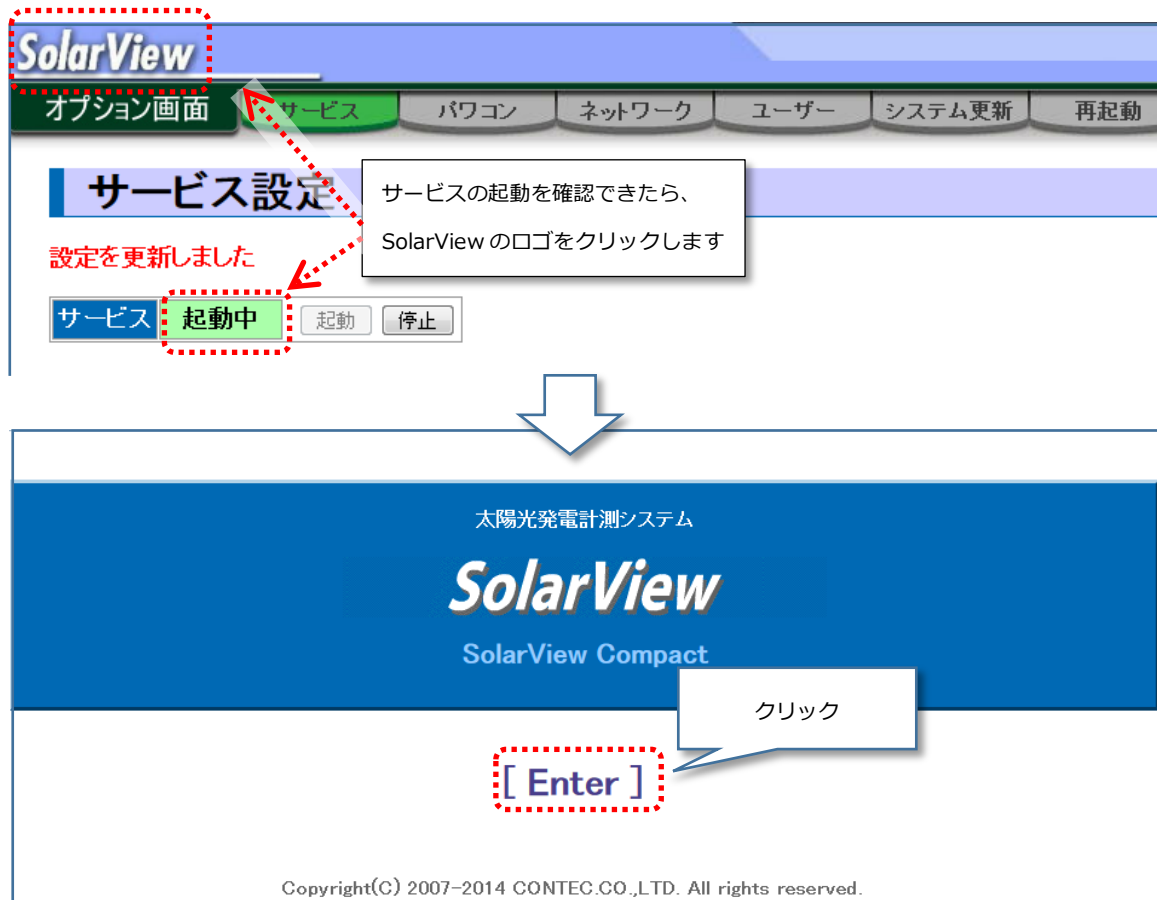 SolarView
オプション画面 サービス パワコン ネットワーク ユーザー システム更新 再起動
サービス設定
サービスの起動を確認できたら、
SolarView のロゴをクリックします
設定を更新しました
サービス 起動中 起動 停止
太陽光発電計測システム
SolarView
SolarView Compact
クリック
[ Enter ]
Copyright(C) 2007-2014 CONTEC.CO.,LTD. All rights reserved.